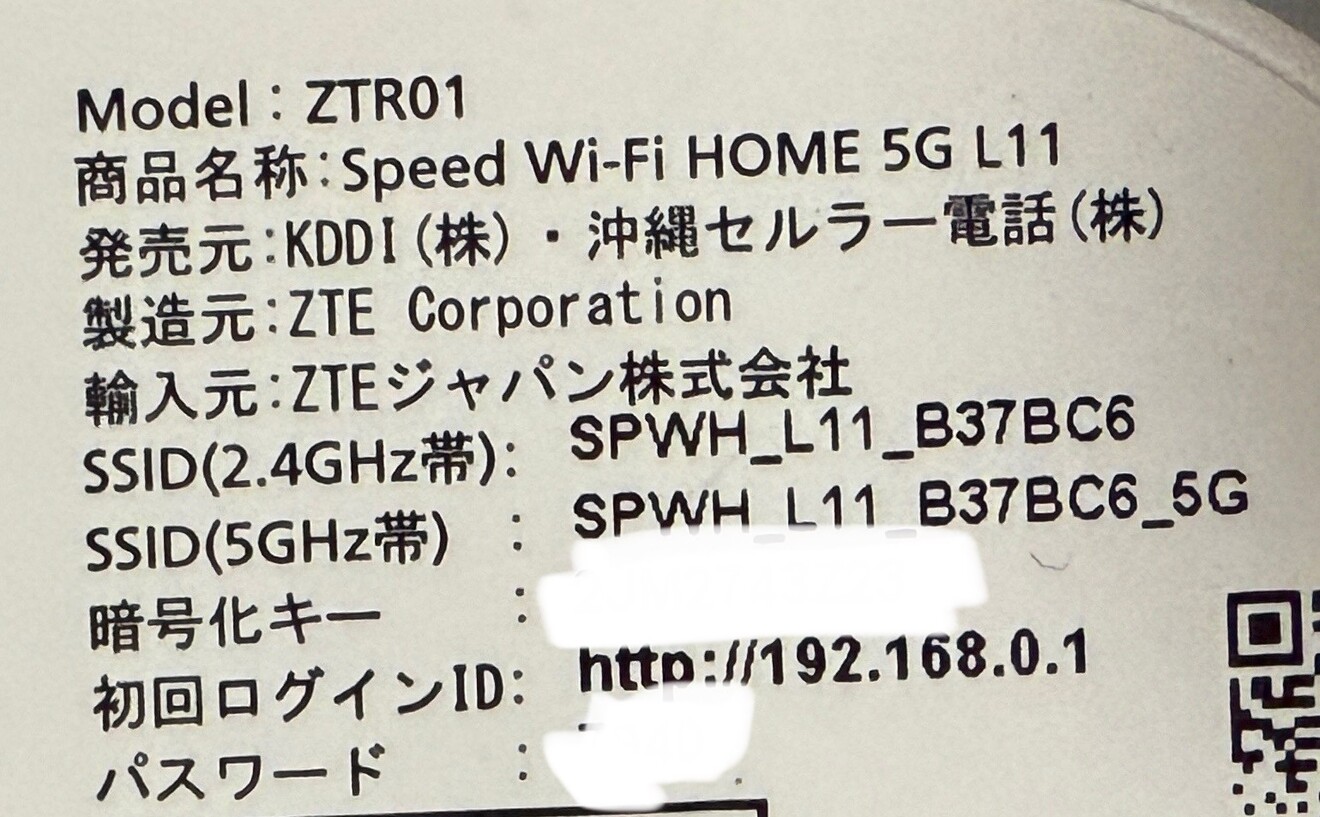 Model : ZTR01
商品名称:Speed Wi-Fi HOME 5G L11
発売元:KDDI(株)・沖縄セルラー電話(株)
製造元:ZTE Corporation
輸入元:ZTEジャパン株式会社
SSID(2.4GHz帯): SPWH_L11_B37BC6
SSID(5GHz帯) : SPWH_L11_B37BC6_5G
暗号化キー :
初回ログインID: http://192.168.0.1
パスワード :